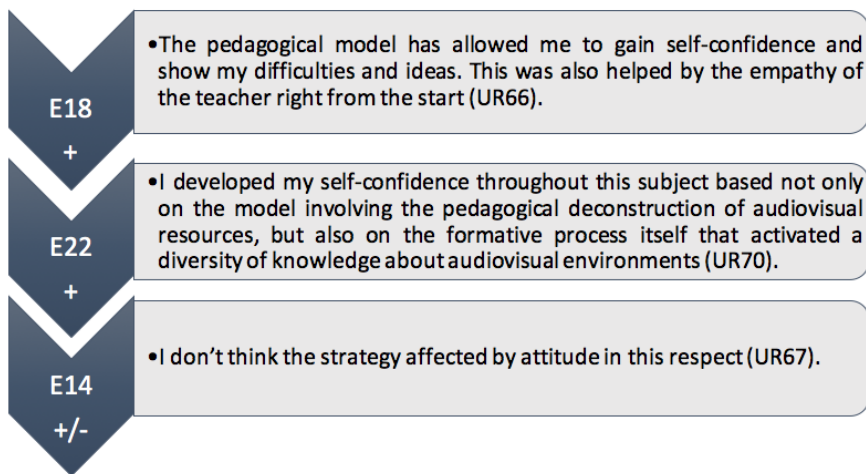 E18
+
•The pedagogical model has allowed me to gain self-confidence and
show my difficulties and ideas. This was also helped by the empathy of
the teacher right from the start (UR66).
E22
+
•I developed my self-confidence throughout this subject based not only
on the model involving the pedagogical deconstruction of audiovisual
resources, but also on the formative process itself that activated a
diversity of knowledge about audiovisual environments (UR70).
E14
+/-
•I don't think the strategy affected by attitude in this respect (UR67).